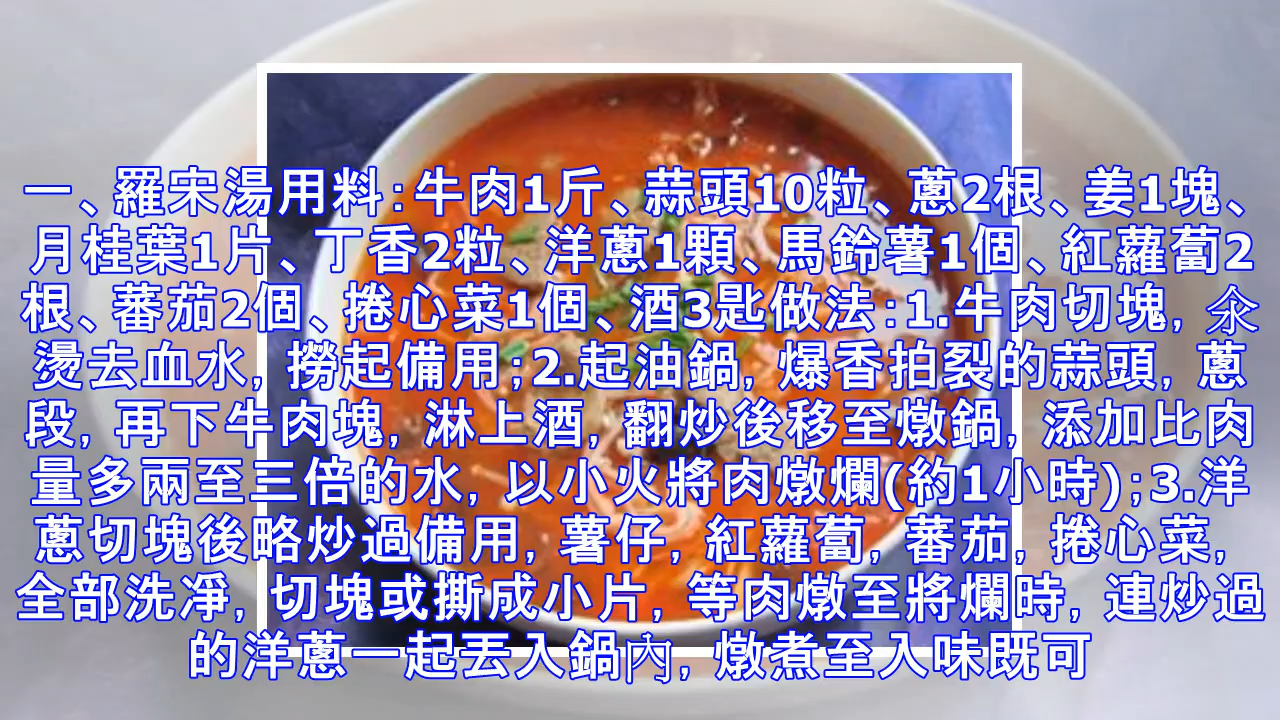 一、羅宋湯用料:牛肉1斤、蒜頭10粒、蔥2根、姜1塊、
月桂葉1片、丁香2粒、洋蔥1顆、馬鈴薯1個、紅蘿蔔2
根、蕃茄2個、捲心菜1個、酒3匙做法:1.牛肉切塊, 汆
燙去血水, 撈起備用;2.起油鍋, 爆香拍裂的蒜頭, 蔥
段, 再下牛肉塊, 淋上酒, 翻炒後移至燉鍋, 添加比肉
量多兩至三倍的水, 以小火將肉燉爛(約1小時);3.洋
蔥切塊後略炒過備用, 薯仔, 紅蘿蔔, 蕃茄, 捲心菜,
全部洗凈, 切塊或撕成小片, 等肉燉至將爛時, 連炒過
的洋蔥一起丟入鍋內, 燉煮至入味既可